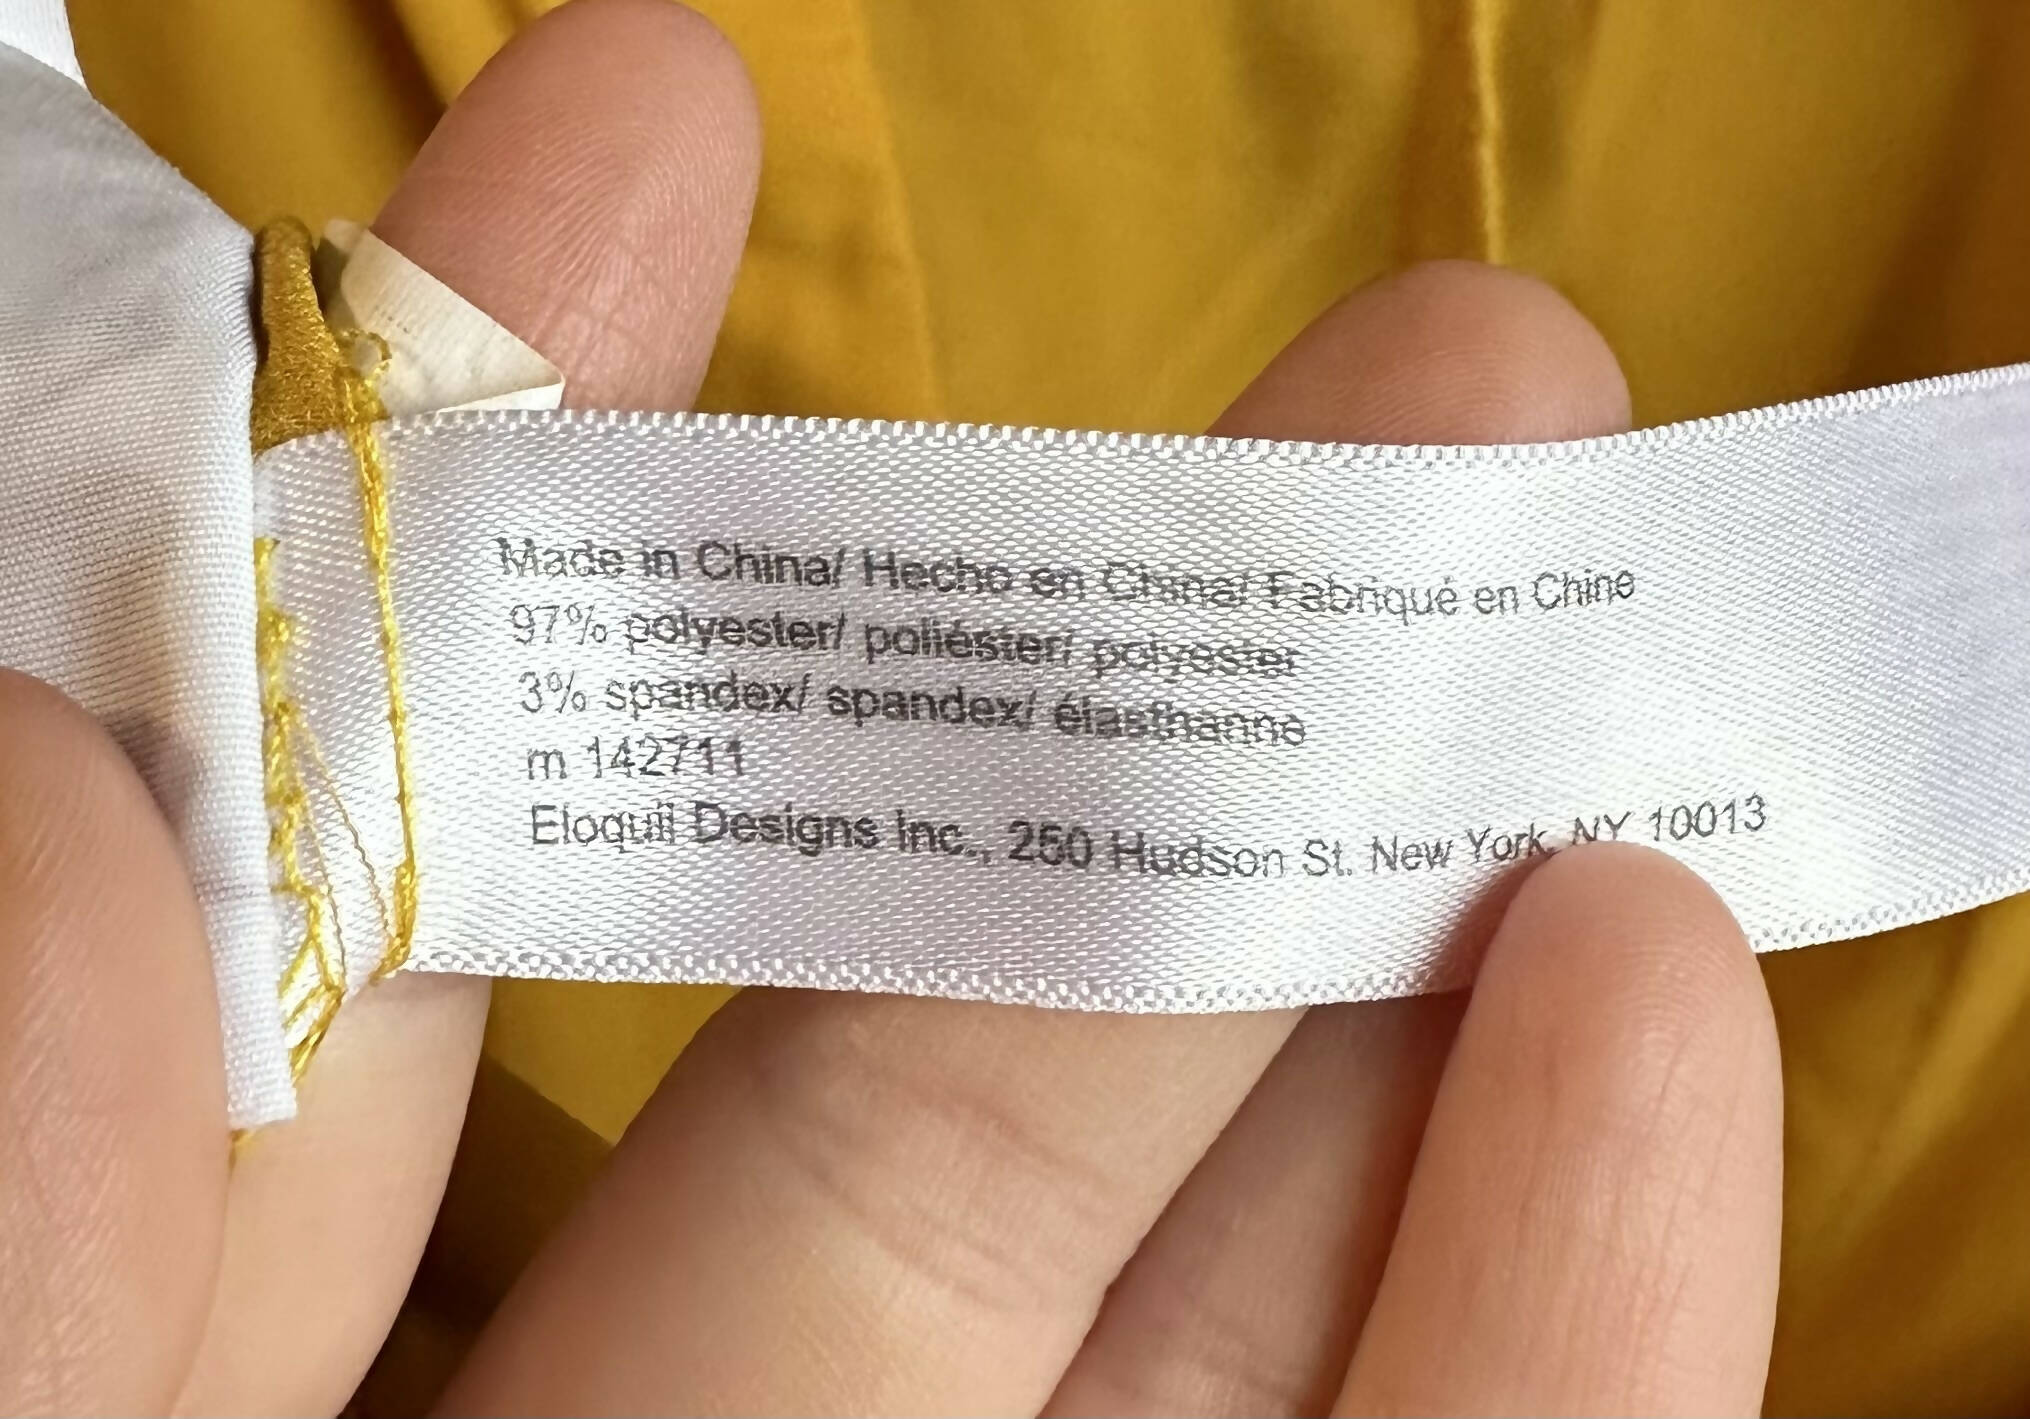 Made in China/ Hecho en China/ Fabriqué en Chine
97% polyester/ poliéster/ polyester
3% spandex/ spandex/ élasthanne
m 142711
Eloquii Designs Inc., 250 Hudson St. New York, NY 10013